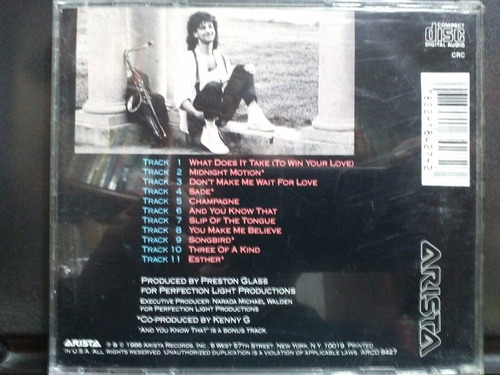 COMPACT
disc
DIGITAL AUDIO
CRC
TRACK 1 WHAT DOES IT TAKE (TO WIN YOUR LOVE)
TRACK 2 MIDNIGHT MOTION*
TRACK 3 DON'T MAKE ME WAIT FOR LOVE
TRACK 4 SADE*
TRACK 5 CHAMPAGNE
TRACK 6 AND YOU KNOW THAT
TRACK 7 SLIP OF THE TONGUE
TRACK 8 YOU MAKE ME BELIEVE
TRACK 9 SONGBIRD*
TRACK 10 THREE OF A KIND
TRACK 11 ESTHER*
PRODUCED BY PRESTON GLASS
FOR PERFECTION LIGHT PRODUCTIONS
EXECUTIVE PRODUCER: NARADA MICHAEL WALDEN
FOR PERFECTION LIGHT PRODUCTIONS
*CO-PRODUCED BY KENNY G
"AND YOU KNOW THAT" IS A BONUS TRACK
ARISTA ℗ & © 1986 ARISTA RECORDS, INC., 6 WEST 57TH STREET, NEW YORK, N.Y. 10019. PRINTED
IN U.S.A. ALL RIGHTS RESERVED. UNAUTHORIZED DUPLICATION IS A VIOLATION OF APPLICABLE LAWS. ARCD 8427
ARISTA